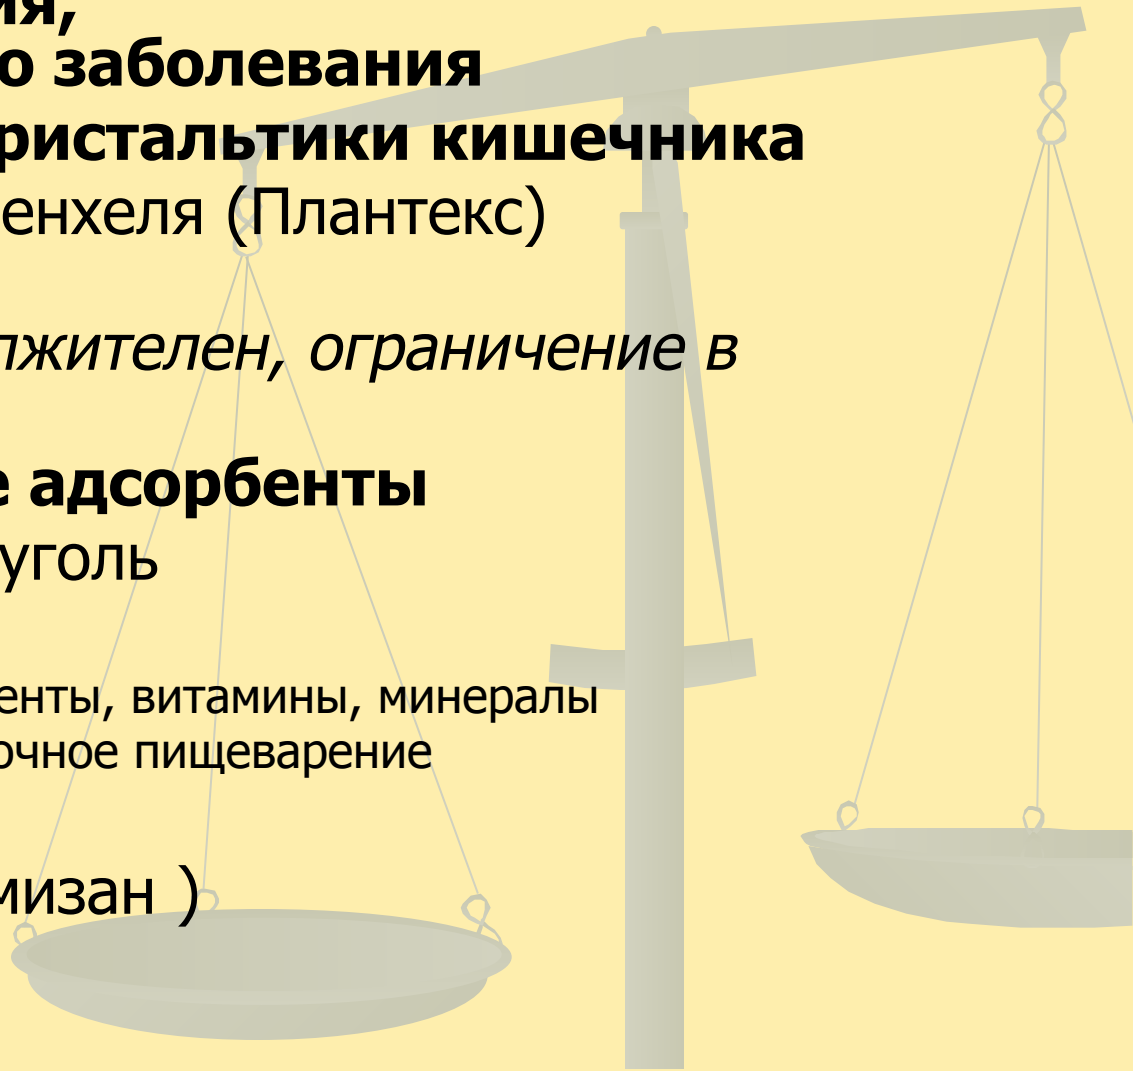 ия,
о заболевания
ристальтики кишечника
енхеля (Плантекс)
лжителен, ограничение в
е адсорбенты
уголь
енты, витамины, минералы
очное пищеварение
мизан )